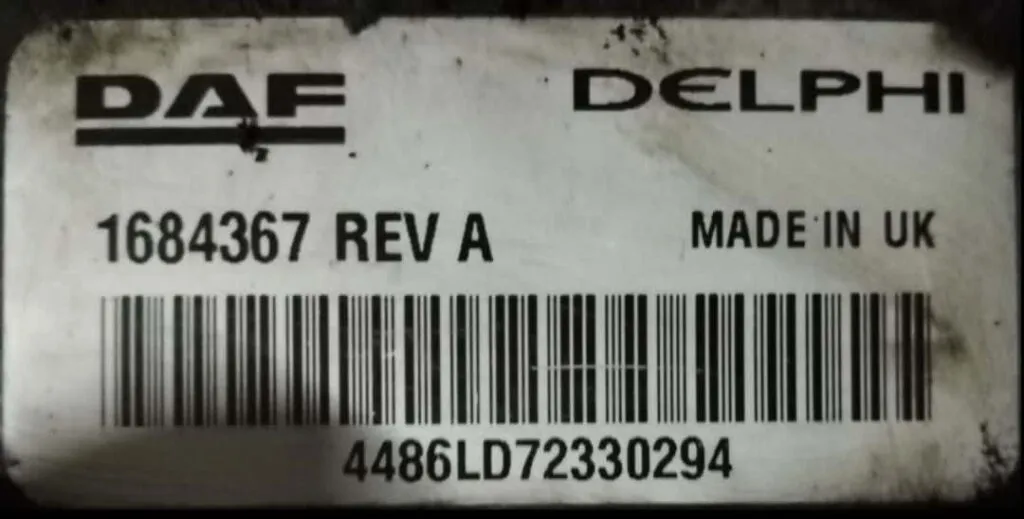 DAF DELPHI
1684367 REV A MADE IN UK
4486LD72330294